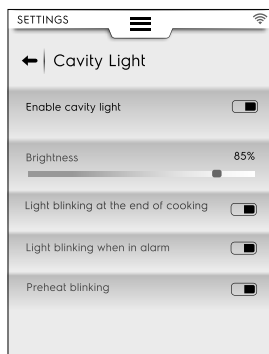 SETTINGS
Cavity Light
Enable cavity light
Brightness 85%
Light blinking at the end of cooking
Light blinking when in alarm
Preheat blinking